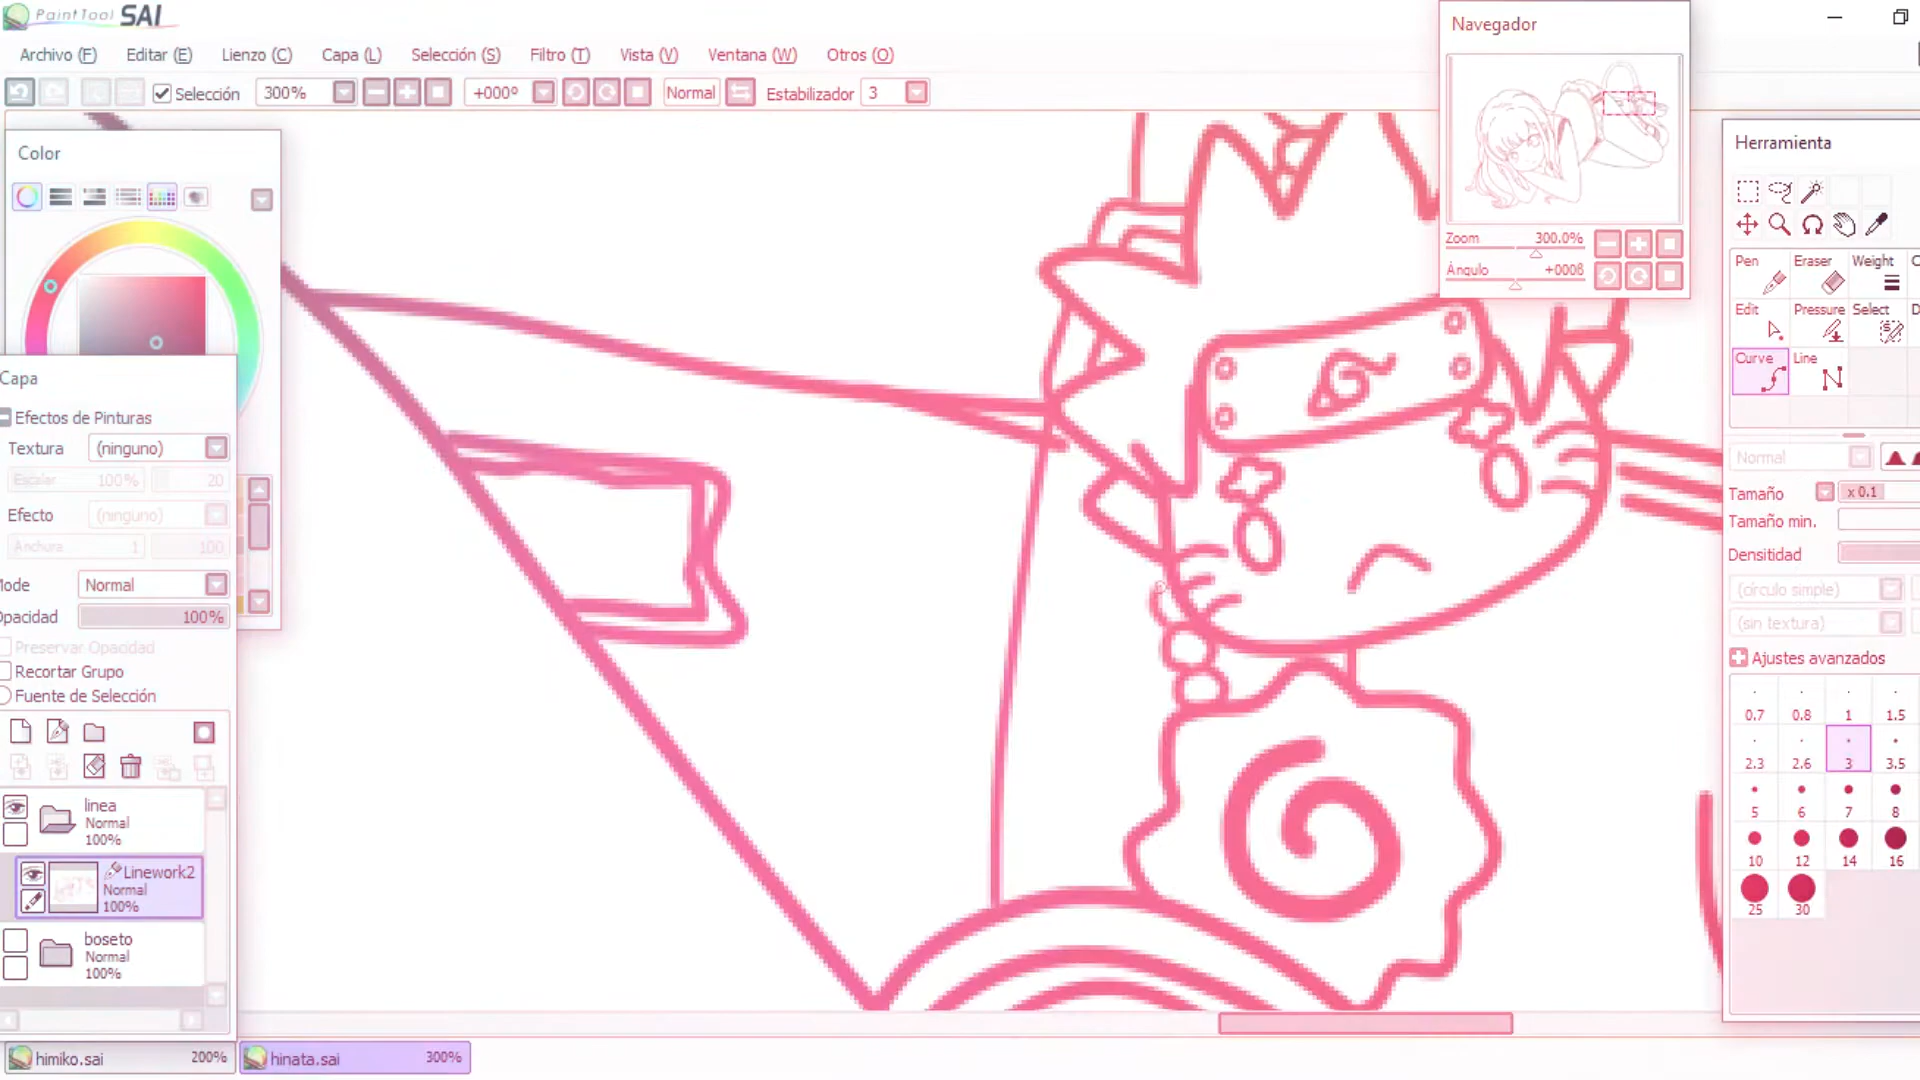 PaintTool SAI
Archivo (F) Editar (E) Lienzo (C) Capa (L) Selección (S) Filtro (T) Vista (V) Ventana (W) Otros (O)
Selección 300% +000º Normal Estabilizador 3
Navegador
Zoom 300.0%
Ángulo +000ß
Color
Capa
Efectos de Pinturas
Textura (ninguno)
Escalar 100% 20
Efecto (ninguno)
Anchura 1 100
Mode Normal
Opacidad 100%
Preservar Opacidad
Recortar Grupo
Fuente de Selección
linea
Normal
100%
Linework2
Normal
100%
boseto
Normal
100%
Herramienta
Pen Eraser Weight
Edit Pressure Select
Curve Line
Normal
Tamaño x 0.1
Tamaño min.
Densitidad
(círculo simple)
(sin textura)
Ajustes avanzados
0.7 0.8 1 1.5
2.3 2.6 3 3.5
5 6 7 8
10 12 14 16
25 30
himiko.sai 200% hinata.sai 300%